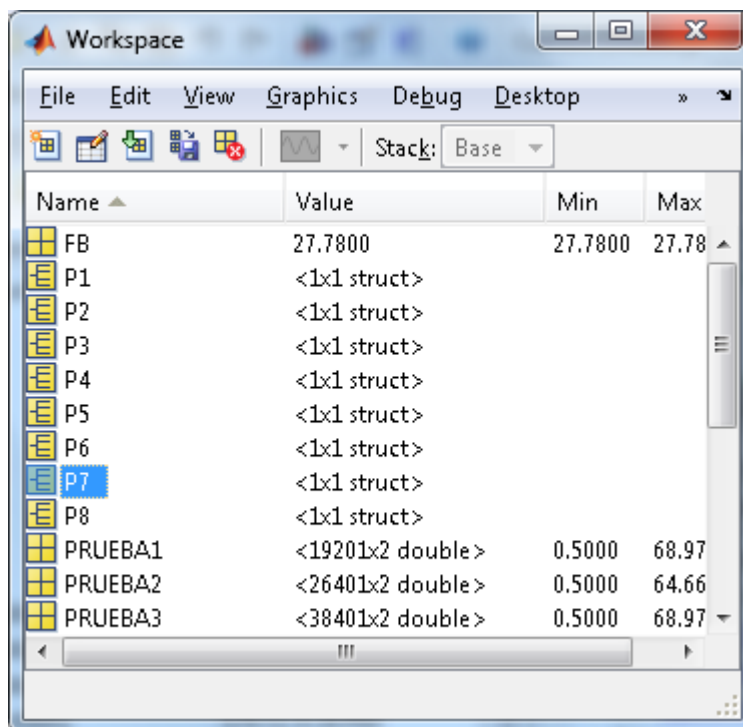 Workspace
File Edit View Graphics Debug Desktop »
Stack: Base
Name Value Min Max
FB 27.7800 27.7800 27.78
P1 <1x1 struct>
P2 <1x1 struct>
P3 <1x1 struct>
P4 <1x1 struct>
P5 <1x1 struct>
P6 <1x1 struct>
P7 <1x1 struct>
P8 <1x1 struct>
PRUEBA1 <19201x2 double> 0.5000 68.97
PRUEBA2 <26401x2 double> 0.5000 64.66
PRUEBA3 <38401x2 double> 0.5000 68.97